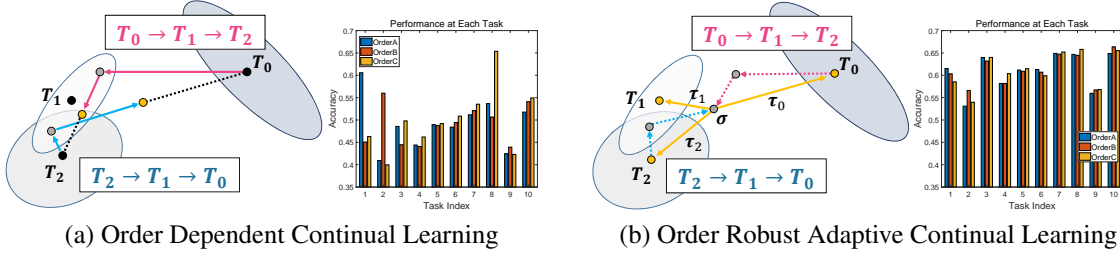 T₀ → T₁ → T₂
T₀
T₁
T₂
T₂ → T₁ → T₀
Performance at Each Task
OrderA
OrderB
OrderC
Accuracy
0.7
0.65
0.6
0.55
0.5
0.45
0.4
0.35
1 2 3 4 5 6 7 8 9 10
Task Index
(a) Order Dependent Continual Learning
T₀ → T₁ → T₂
T₀
T₁
τ₁
τ₀
σ
τ₂
T₂
T₂ → T₁ → T₀
Performance at Each Task
Accuracy
0.7
0.65
0.6
0.55
0.5
0.45
0.4
0.35
OrderA
OrderB
OrderC
1 2 3 4 5 6 7 8 9 10
Task Index
(b) Order Robust Adaptive Continual Learning